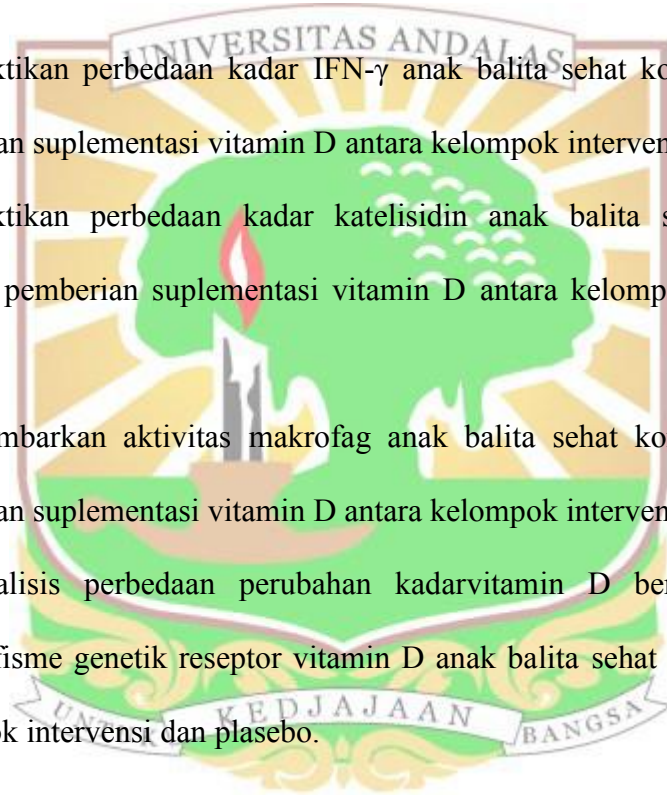 UNIVERSITAS ANDALAS
ktikan perbedaan kadar IFN-γ anak balita sehat ko
an suplementasi vitamin D antara kelompok interven
ktikan perbedaan kadar katelisidin anak balita s
pemberian suplementasi vitamin D antara kelomp
mbarkan aktivitas makrofag anak balita sehat ko
an suplementasi vitamin D antara kelompok interven
alisis perbedaan perubahan kadarvitamin D ber
fisme genetik reseptor vitamin D anak balita sehat
ok intervensi dan plasebo.
UNTUK KEDJAJAAN BANGSA